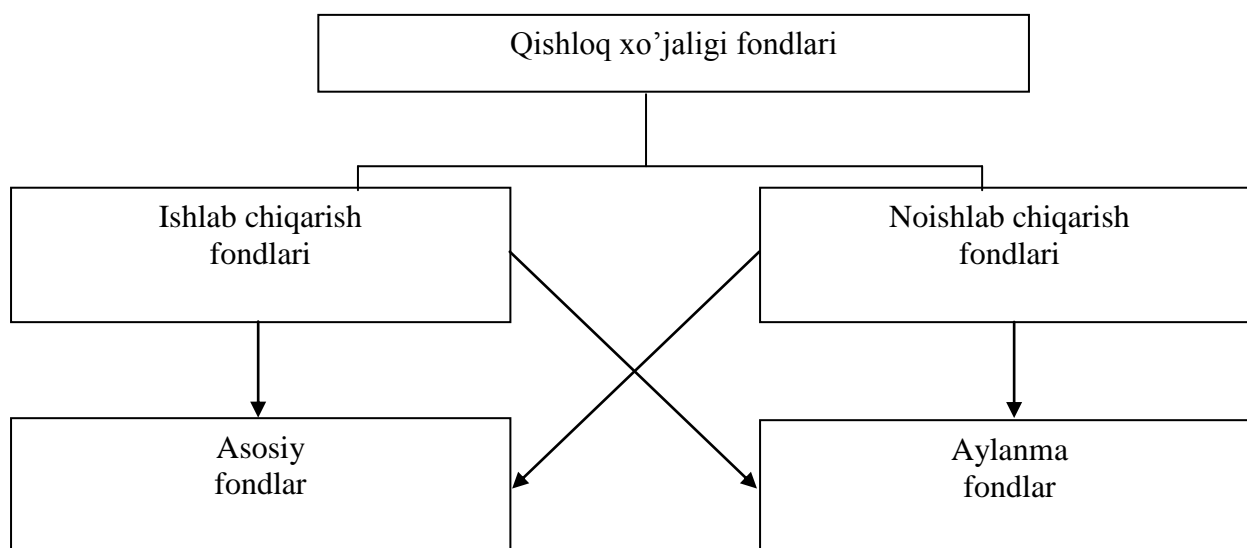 Qishloq xo’jaligi fondlari
Ishlab chiqarish
fondlari
Noishlab chiqarish
fondlari
Asosiy
fondlar
Aylanma
fondlar